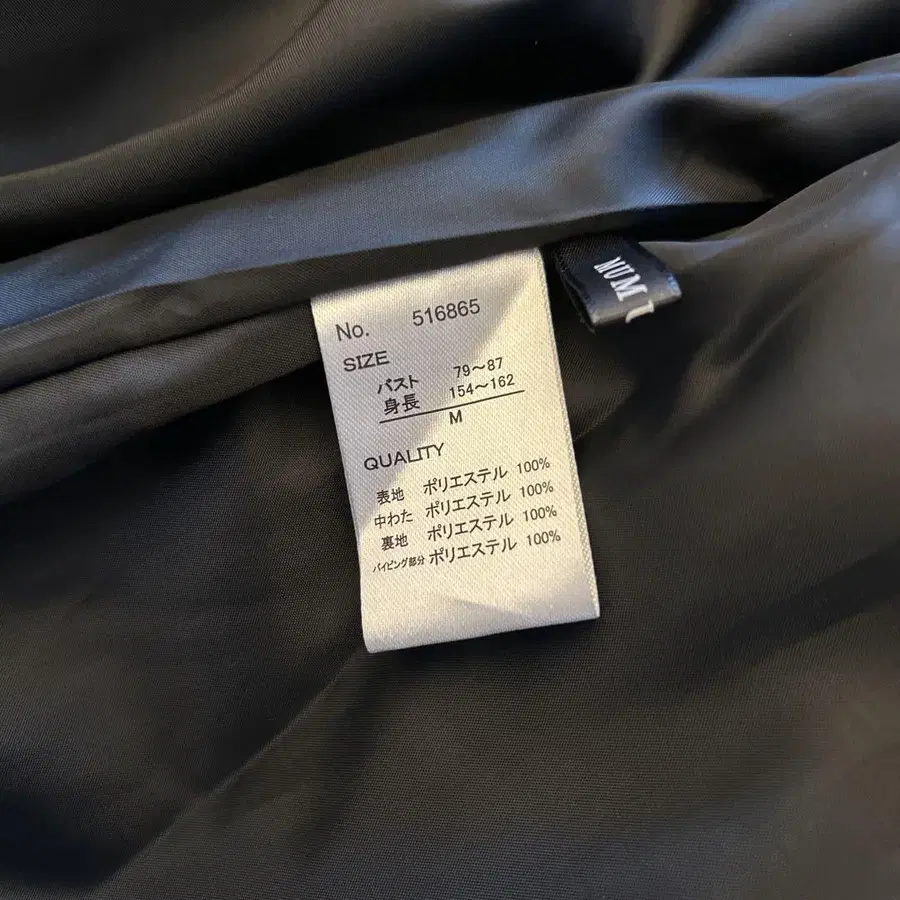 No. 516865
SIZE
バスト 79～87
身長 154～162
M
QUALITY
表地 ポリエステル 100%
中わた ポリエステル 100%
裏地 ポリエステル 100%
パイピング部分 ポリエステル 100%
MUM